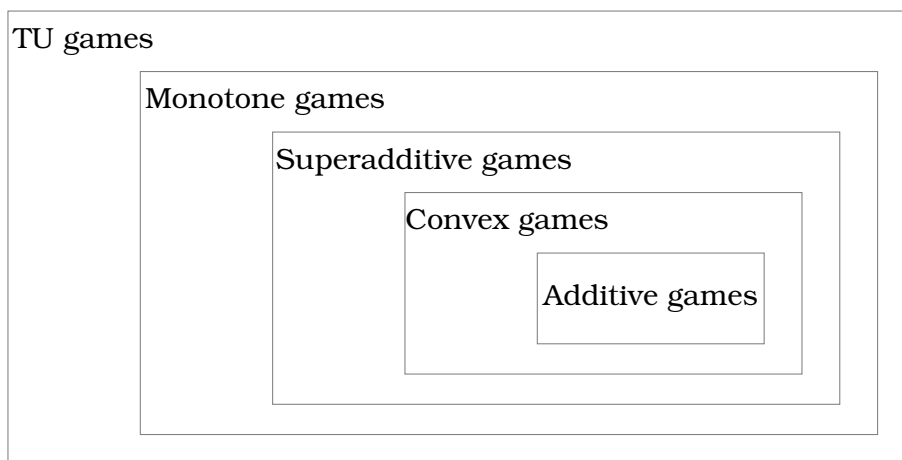 TU games
Monotone games
Superadditive games
Convex games
Additive games